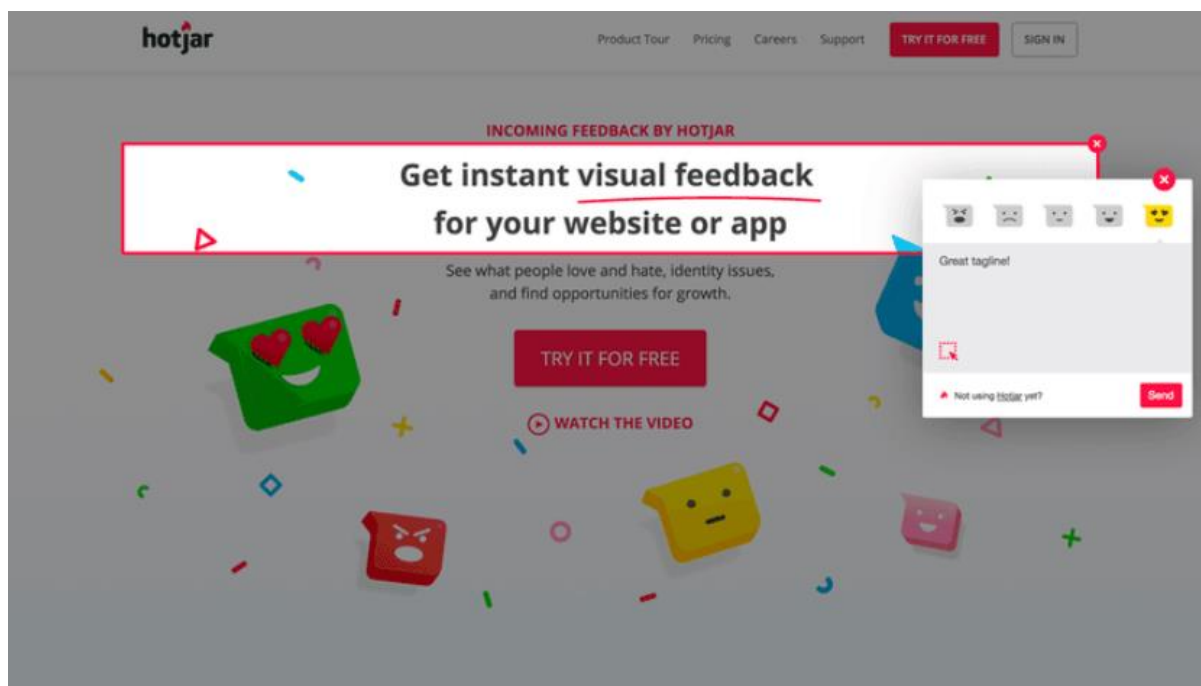 hotjar
Product Tour Pricing Careers Support TRY IT FOR FREE SIGN IN
INCOMING FEEDBACK BY HOTJAR
Get instant visual feedback
for your website or app
See what people love and hate, identity issues,
and find opportunities for growth.
TRY IT FOR FREE
WATCH THE VIDEO
Great tagline!
Not using Hotjar yet?
Send